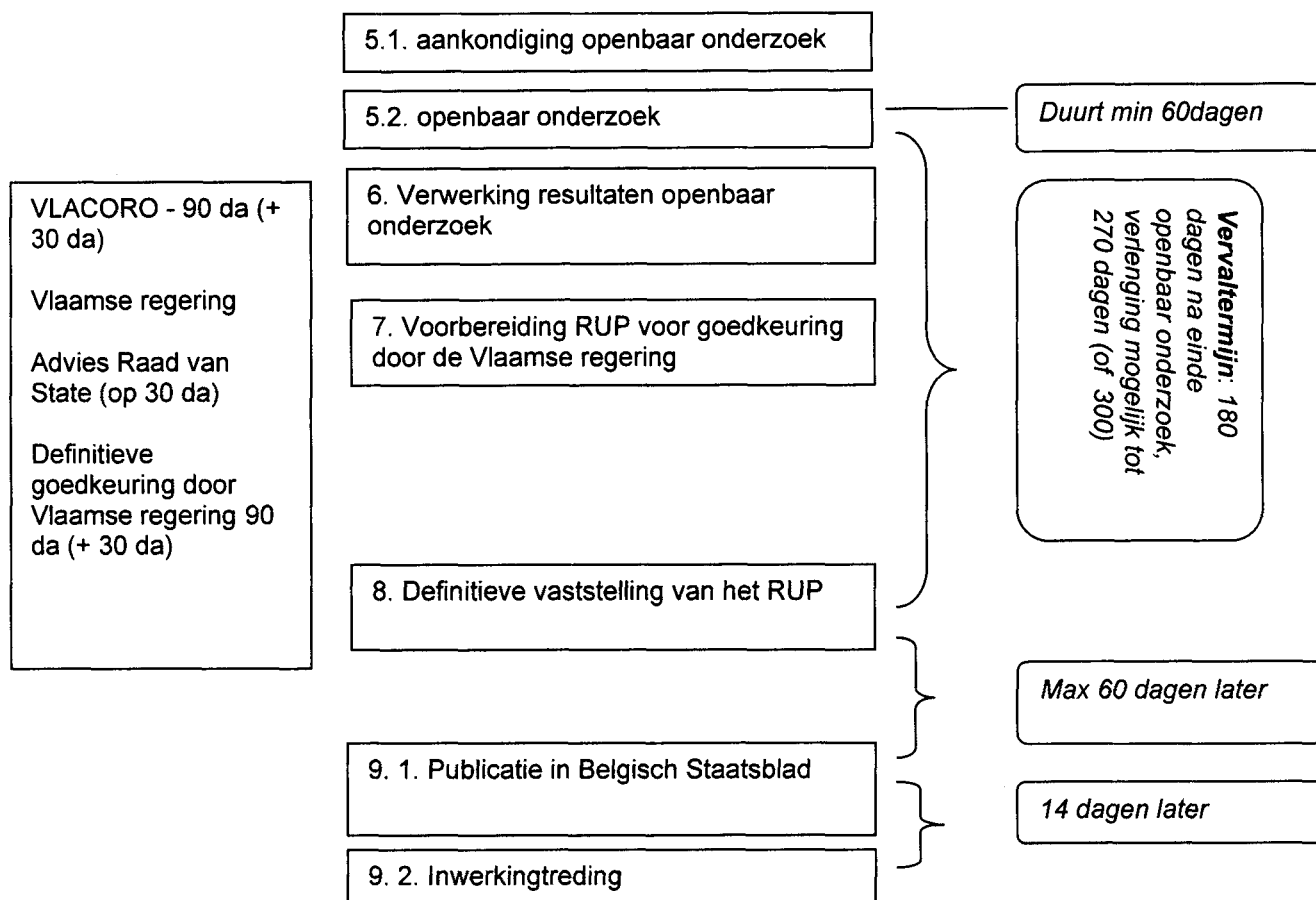 5.1. aankondiging openbaar onderzoek
5.2. openbaar onderzoek
Duurt min 60dagen
VLACORO - 90 da (+
30 da)
Vlaamse regering
Advies Raad van
State (op 30 da)
Definitieve
goedkeuring door
Vlaamse regering 90
da (+ 30 da)
6. Verwerking resultaten openbaar
onderzoek
7. Voorbereiding RUP voor goedkeuring
door de Vlaamse regering
Vervaltermijn: 180
dagen na einde
openbaar onderzoek,
verlenging mogelijk tot
270 dagen (of 300)
8. Definitieve vaststelling van het RUP
Max 60 dagen later
9. 1. Publicatie in Belgisch Staatsblad
14 dagen later
9. 2. Inwerkingtreding